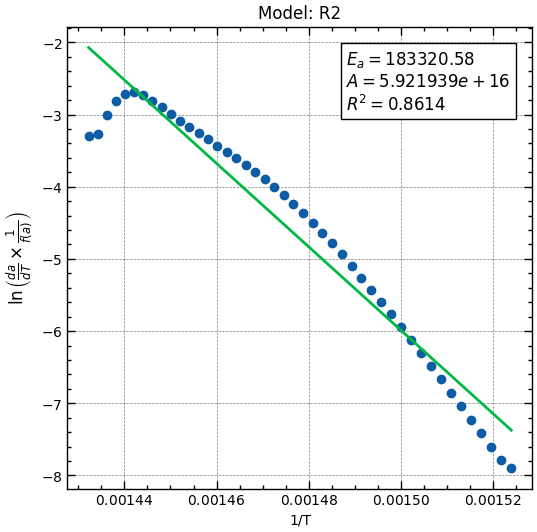 Model: R2
E_a = 183320.58
A = 5.921939e + 16
R^2 = 0.8614
ln (da/dT × 1/f(a))
−2
−3
−4
−5
−6
−7
−8
0.00144 0.00146 0.00148 0.00150 0.00152
1/T